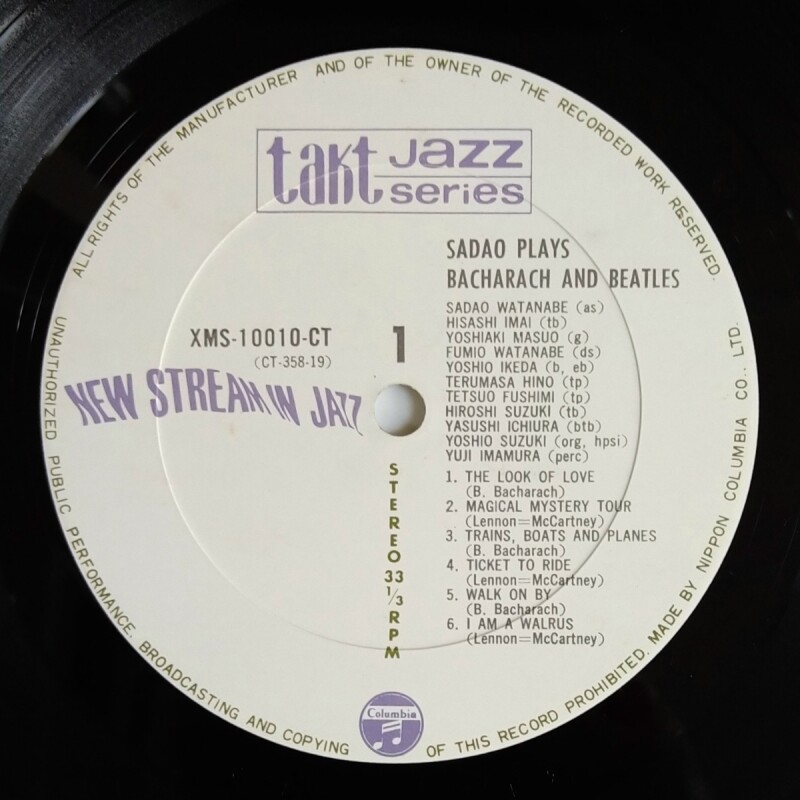 ALL RIGHTS OF THE MANUFACTURER AND OF THE OWNER OF THE RECORDED WORK RESERVED.
takt jazz series
SADAO PLAYS
BACHARACH AND BEATLES
SADAO WATANABE (as)
HISASHI IMAI (tb)
YOSHIAKI MASUO (g)
FUMIO WATANABE (ds)
YOSHIO IKEDA (b, eb)
TERUMASA HINO (tp)
TETSUO FUSHIMI (tp)
HIROSHI SUZUKI (tb)
YASUSHI ICHIURA (btb)
YOSHIO SUZUKI (org, hpsi)
YUJI IMAMURA (perc)
XMS-10010-CT
(CT-358-19)
1
NEW STREAM IN JAZZ
STEREO 33 1/3 RPM
1. THE LOOK OF LOVE
(B. Bacharach)
2. MAGICAL MYSTERY TOUR
(Lennon=McCartney)
3. TRAINS, BOATS AND PLANES
(B. Bacharach)
4. TICKET TO RIDE
(Lennon=McCartney)
5. WALK ON BY
(B. Bacharach)
6. I AM A WALRUS
(Lennon=McCartney)
Columbia
UNAUTHORIZED PUBLIC PERFORMANCE, BROADCASTING AND COPYING OF THIS RECORD PROHIBITED. MADE BY NIPPON COLUMBIA CO., LTD.